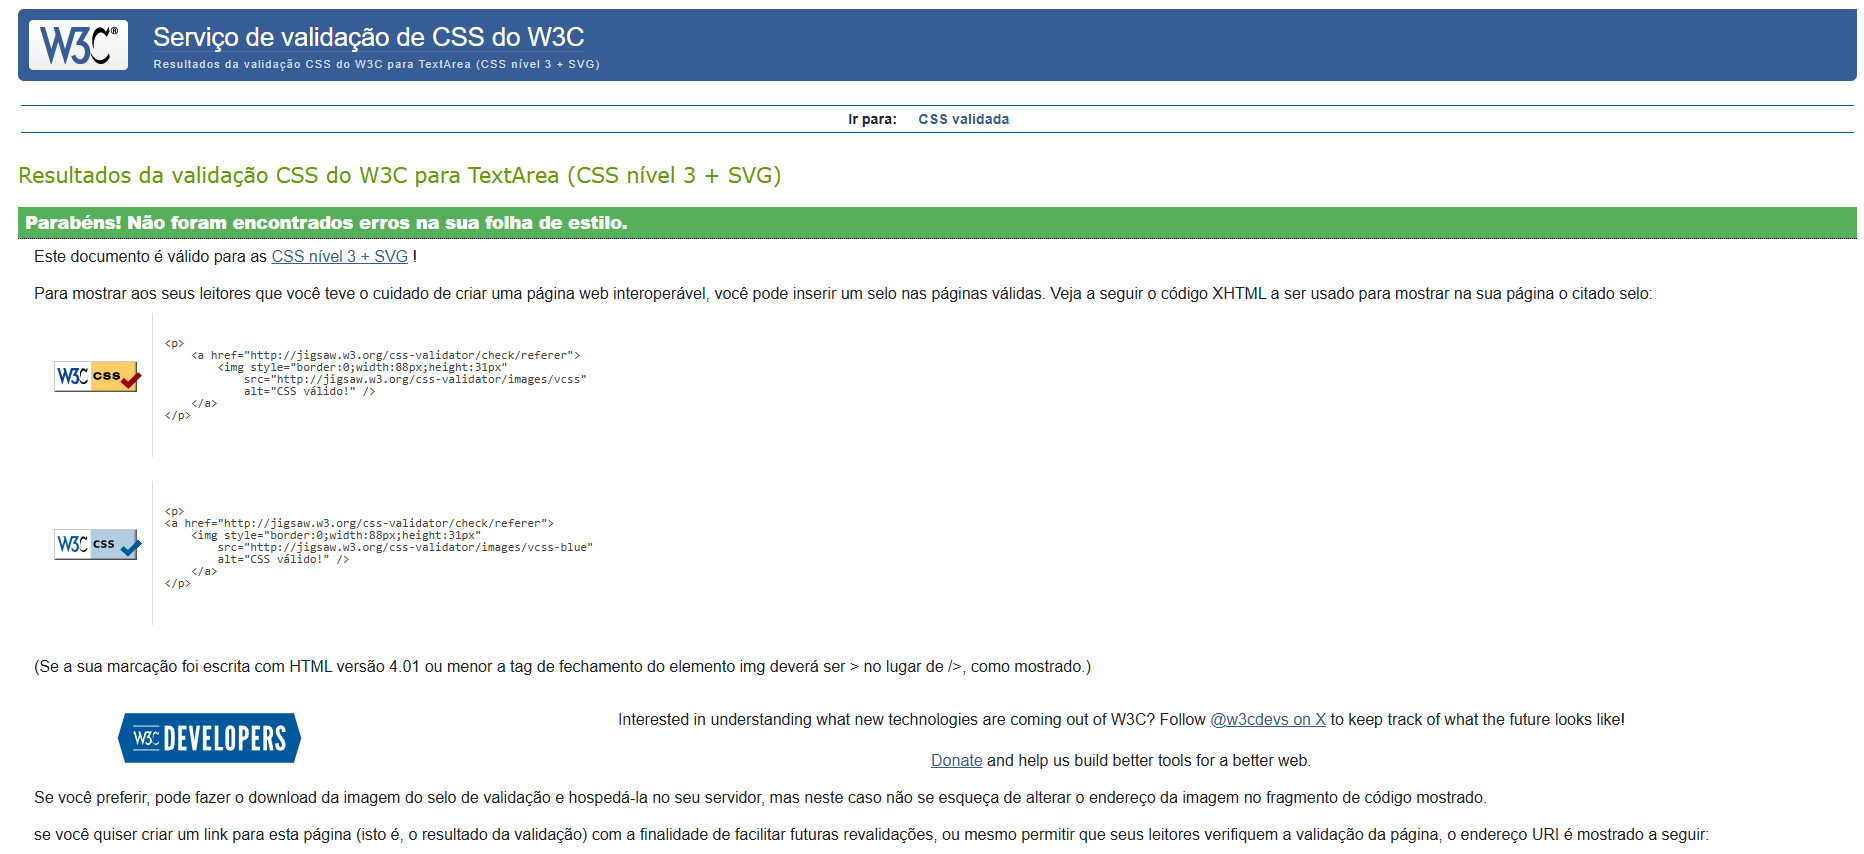 W3C®
Serviço de validação de CSS do W3C
Resultados da validação CSS do W3C para TextArea (CSS nível 3 + SVG)
Ir para: CSS validada
Resultados da validação CSS do W3C para TextArea (CSS nível 3 + SVG)
Parabéns! Não foram encontrados erros na sua folha de estilo.
Este documento é válido para as CSS nível 3 + SVG !
Para mostrar aos seus leitores que você teve o cuidado de criar uma página web interoperável, você pode inserir um selo nas páginas válidas. Veja a seguir o código XHTML a ser usado para mostrar na sua página o citado selo:
W3C css
<p>
<a href="http://jigsaw.w3.org/css-validator/check/referer">
<img style="border:0;width:88px;height:31px"
src="http://jigsaw.w3.org/css-validator/images/vcss"
alt="CSS válido!" />
</a>
</p>
W3C css
<p>
<a href="http://jigsaw.w3.org/css-validator/check/referer">
<img style="border:0;width:88px;height:31px"
src="http://jigsaw.w3.org/css-validator/images/vcss-blue"
alt="CSS válido!" />
</a>
</p>
(Se a sua marcação foi escrita com HTML versão 4.01 ou menor a tag de fechamento do elemento img deverá ser > no lugar de />, como mostrado.)
W3C DEVELOPERS
Interested in understanding what new technologies are coming out of W3C? Follow @w3cdevs on X to keep track of what the future looks like!
Donate and help us build better tools for a better web.
Se você preferir, pode fazer o download da imagem do selo de validação e hospedá-la no seu servidor, mas neste caso não se esqueça de alterar o endereço da imagem no fragmento de código mostrado.
se você quiser criar um link para esta página (isto é, o resultado da validação) com a finalidade de facilitar futuras revalidações, ou mesmo permitir que seus leitores verifiquem a validação da página, o endereço URI é mostrado a seguir: